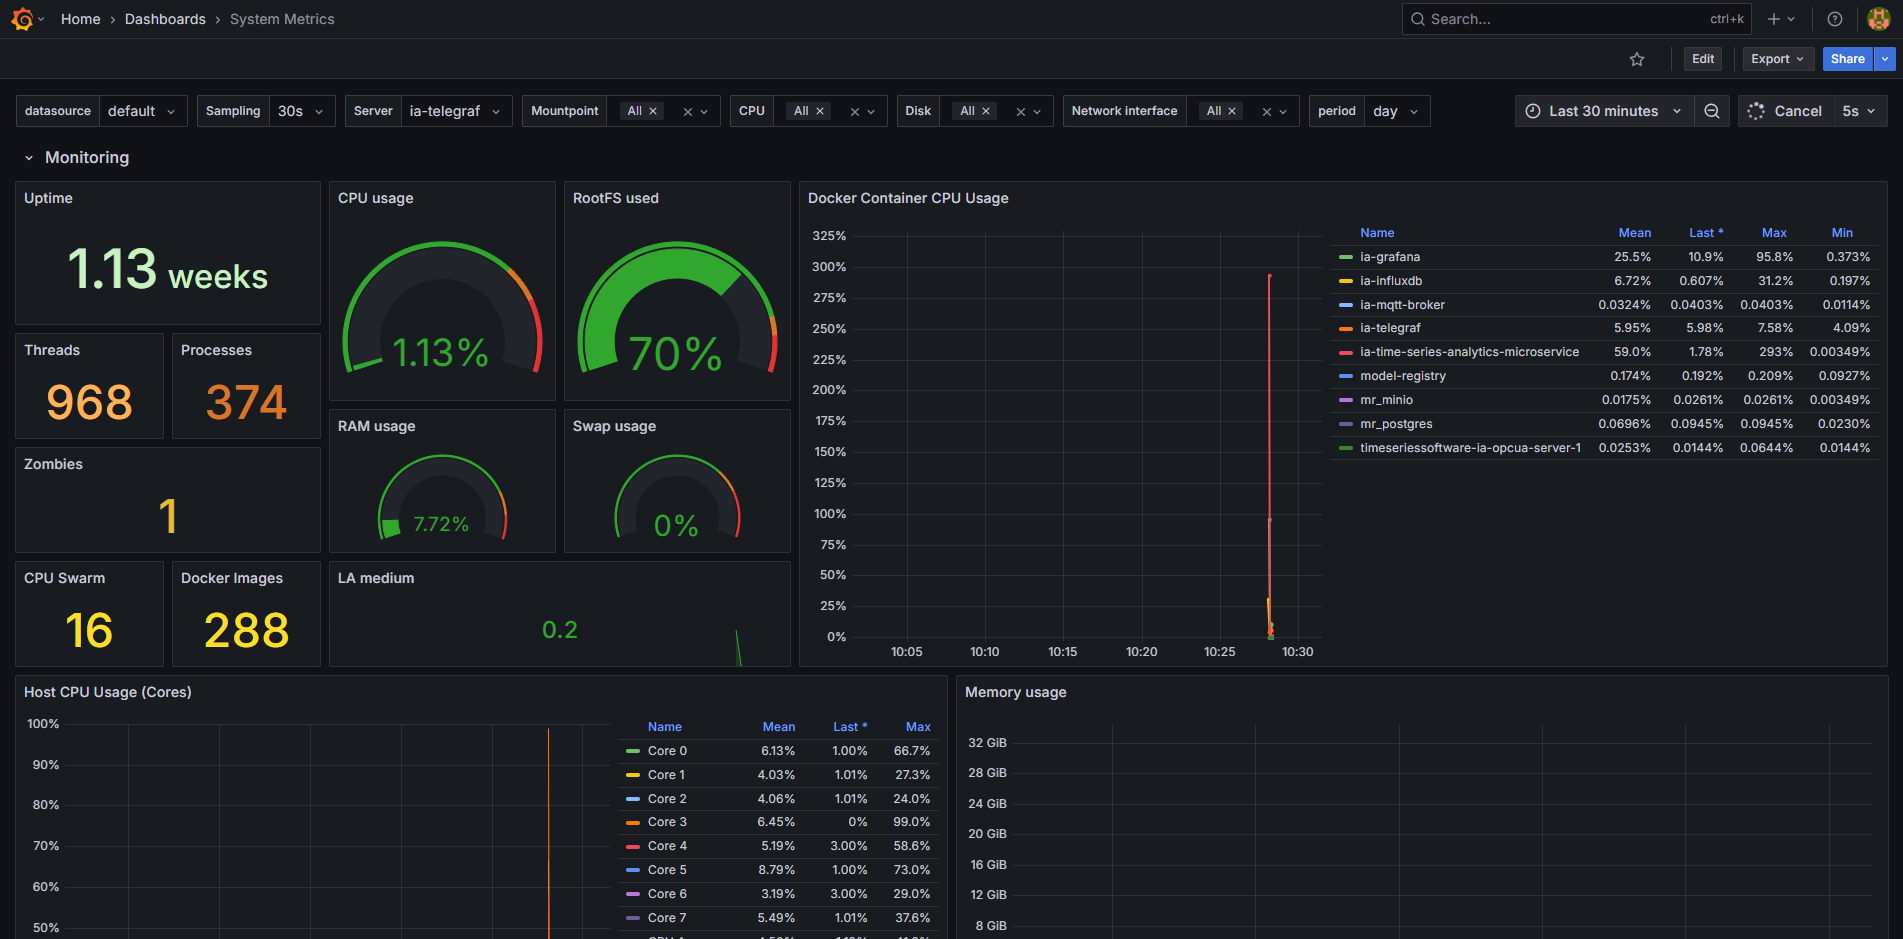 Home › Dashboards › System Metrics
Search... ctrl+k
Edit Export Share
datasource default Sampling 30s Server ia-telegraf Mountpoint All CPU All Disk All Network interface All period day Last 30 minutes Cancel 5s
Monitoring
Uptime
1.13 weeks
Threads
968
Processes
374
Zombies
1
CPU Swarm
16
Docker Images
288
CPU usage
1.13%
RootFS used
70%
RAM usage
7.72%
Swap usage
0%
LA medium
0.2
Docker Container CPU Usage
325%
300%
275%
250%
225%
200%
175%
150%
125%
100%
75%
50%
25%
0%
10:05 10:10 10:15 10:20 10:25 10:30
Name Mean Last * Max Min
ia-grafana 25.5% 10.9% 95.8% 0.373%
ia-influxdb 6.72% 0.607% 31.2% 0.197%
ia-mqtt-broker 0.0324% 0.0403% 0.0403% 0.0114%
ia-telegraf 5.95% 5.98% 7.58% 4.09%
ia-time-series-analytics-microservice 59.0% 1.78% 293% 0.00349%
model-registry 0.174% 0.192% 0.209% 0.0927%
mr_minio 0.0175% 0.0261% 0.0261% 0.00349%
mr_postgres 0.0696% 0.0945% 0.0945% 0.0230%
timeseriessoftware-ia-opcua-server-1 0.0253% 0.0144% 0.0644% 0.0144%
Host CPU Usage (Cores)
100%
90%
80%
70%
60%
50%
Name Mean Last * Max
Core 0 6.13% 1.00% 66.7%
Core 1 4.03% 1.01% 27.3%
Core 2 4.06% 1.01% 24.0%
Core 3 6.45% 0% 99.0%
Core 4 5.19% 3.00% 58.6%
Core 5 8.79% 1.00% 73.0%
Core 6 3.19% 3.00% 29.0%
Core 7 5.49% 1.01% 37.6%
Memory usage
32 GiB
28 GiB
24 GiB
20 GiB
16 GiB
12 GiB
8 GiB